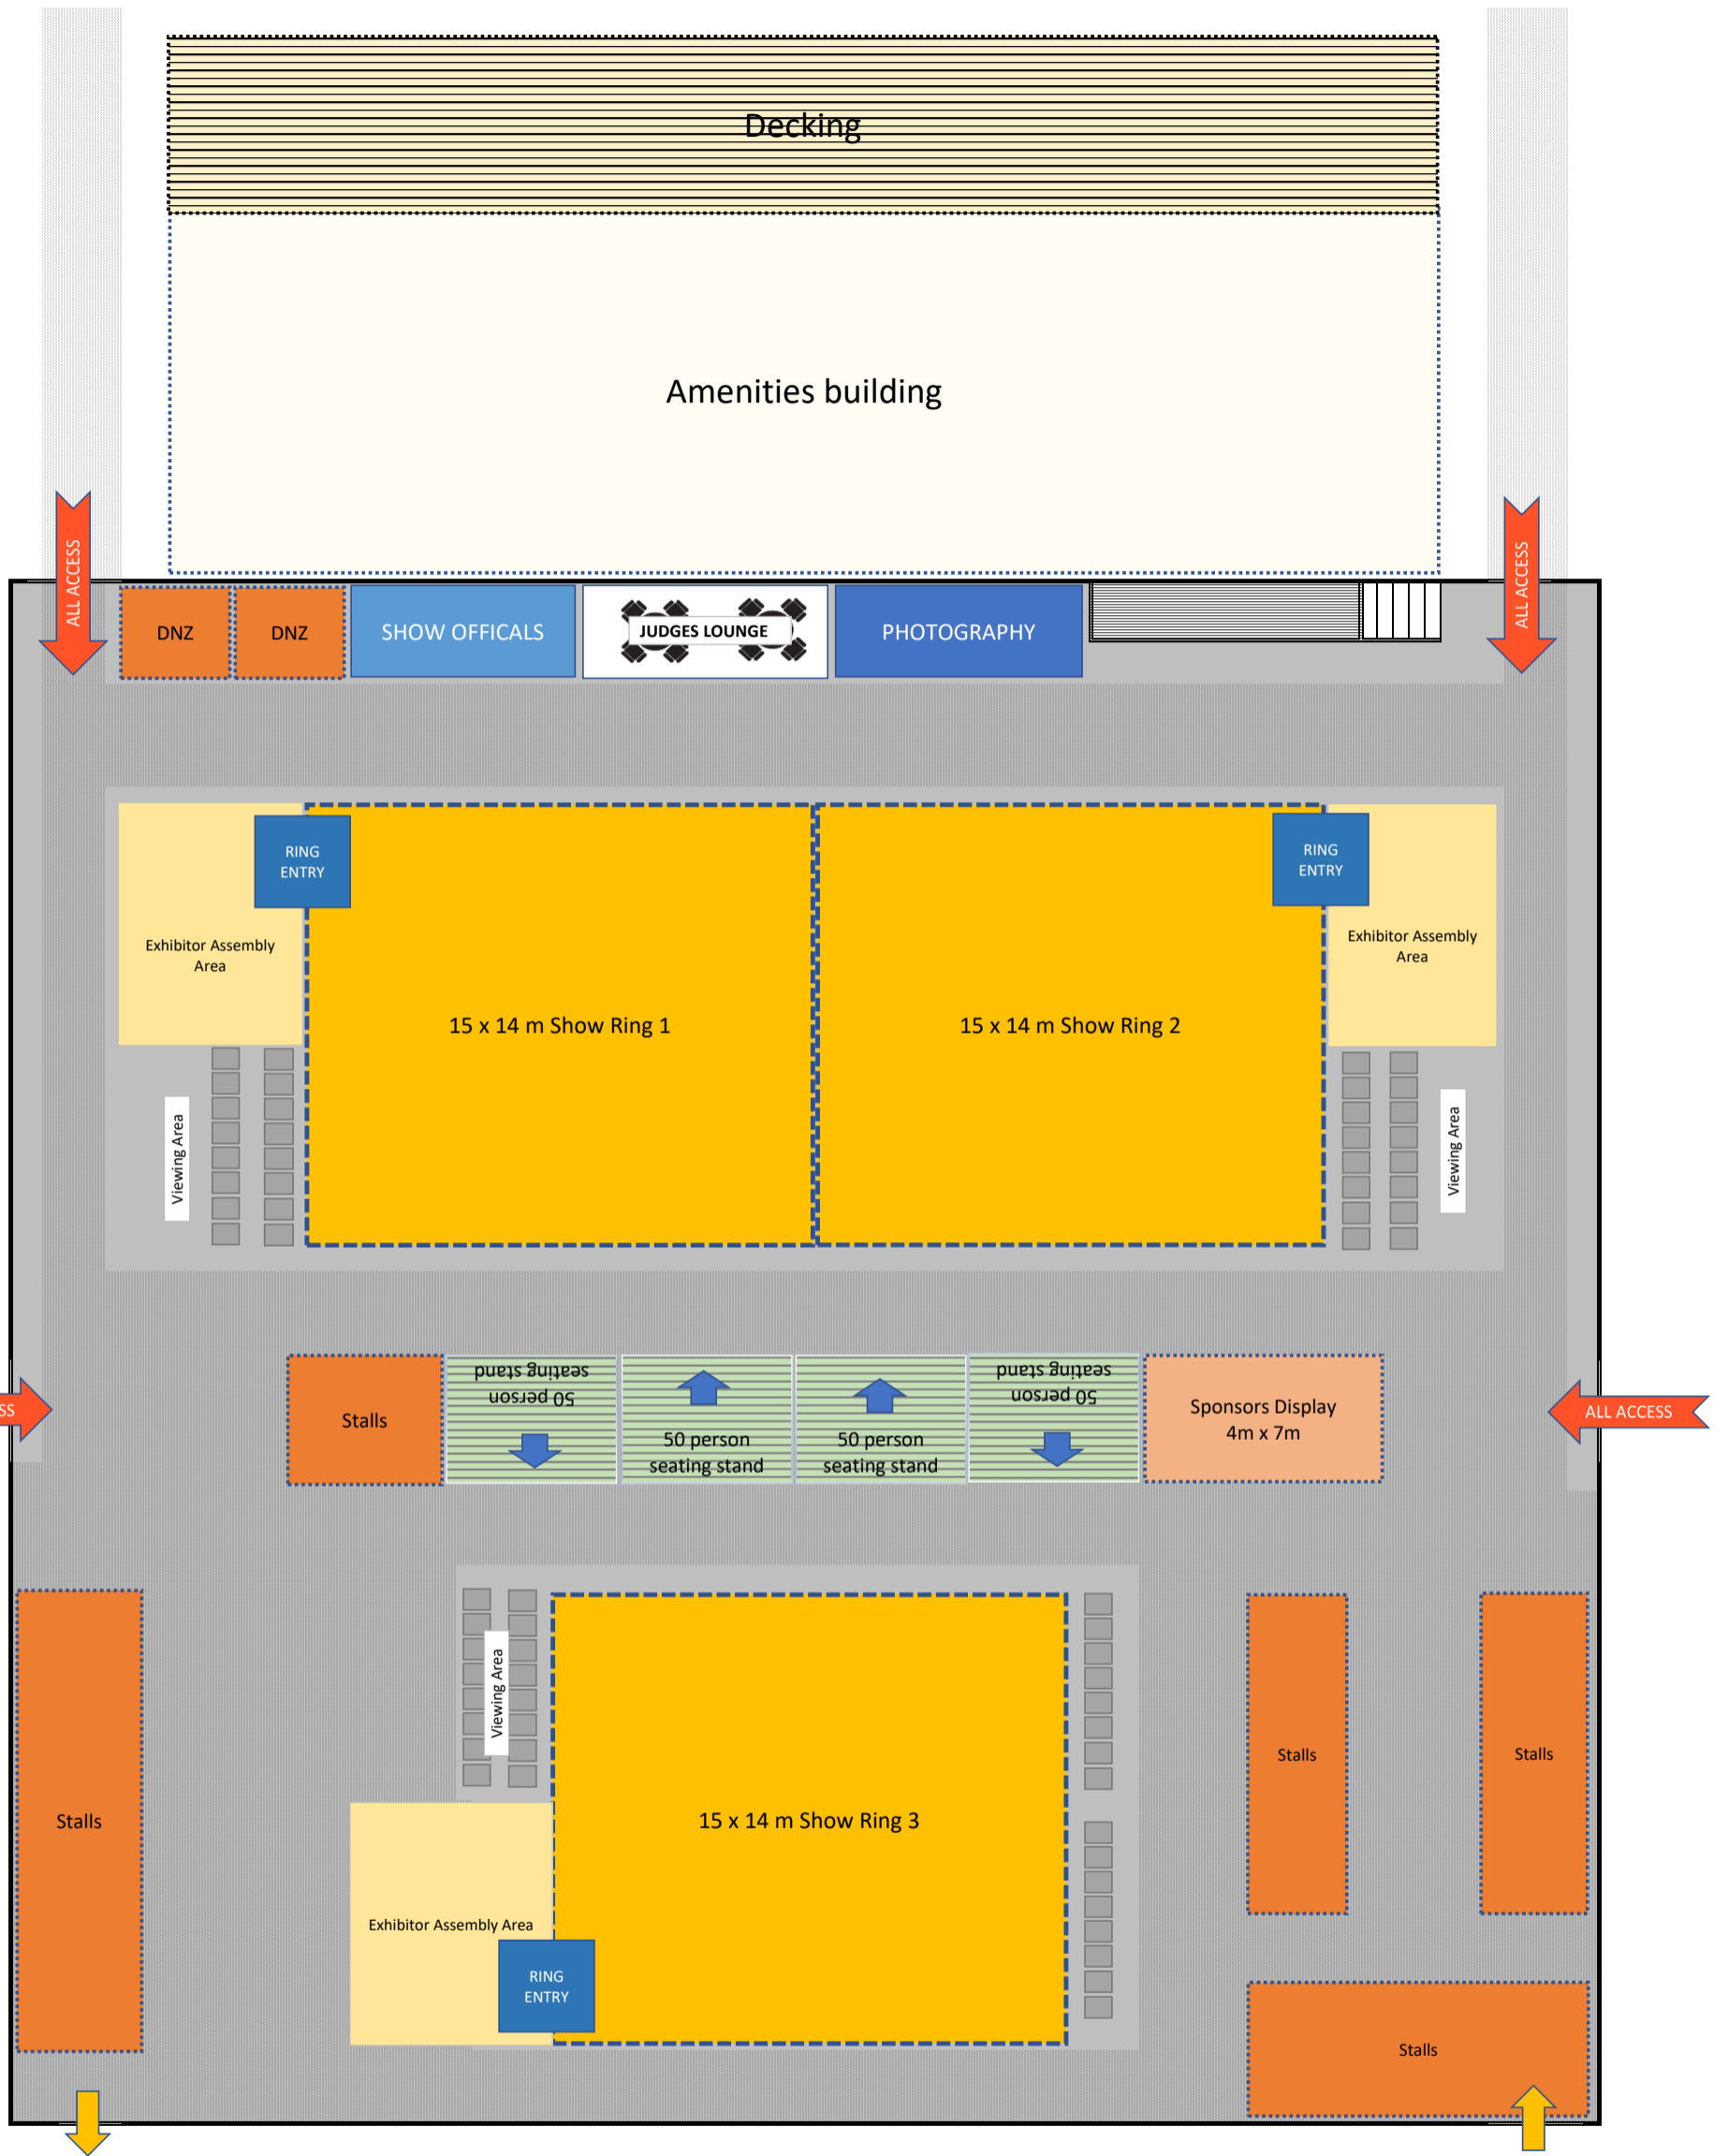 Decking
Amenities building
ALL ACCESS
ALL ACCESS
DNZ
DNZ
SHOW OFFICALS
JUDGES LOUNGE
PHOTOGRAPHY
RING
ENTRY
RING
ENTRY
Exhibitor Assembly
Area
Exhibitor Assembly
Area
15 x 14 m Show Ring 1
15 x 14 m Show Ring 2
Viewing Area
Viewing Area
SS
Stalls
50 person
seating stand
50 person
seating stand
50 person
seating stand
50 person
seating stand
Sponsors Display
4m x 7m
ALL ACCESS
Viewing Area
Stalls
15 x 14 m Show Ring 3
Stalls
Stalls
Exhibitor Assembly Area
RING
ENTRY
Stalls